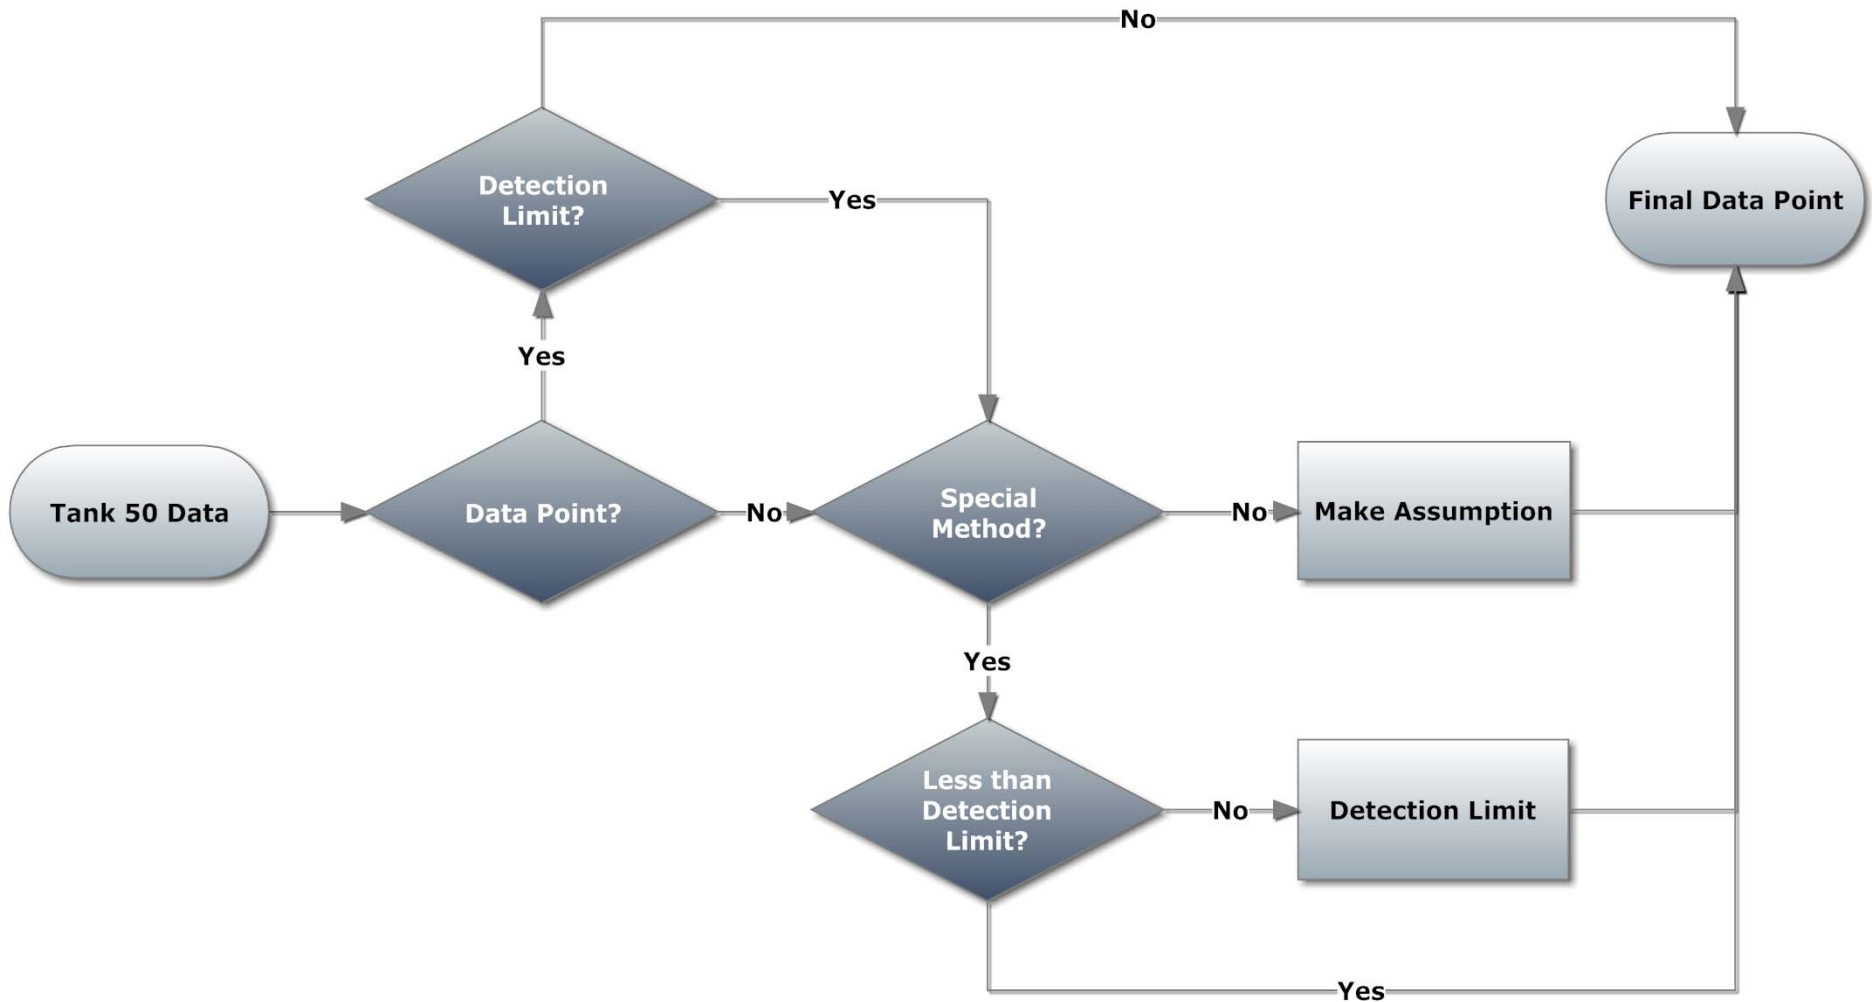 No
Detection
Limit?
Yes
Final Data Point
Yes
Tank 50 Data
Data Point?
No
Special
Method?
No
Make Assumption
Yes
Less than
Detection
Limit?
No
Detection Limit
Yes